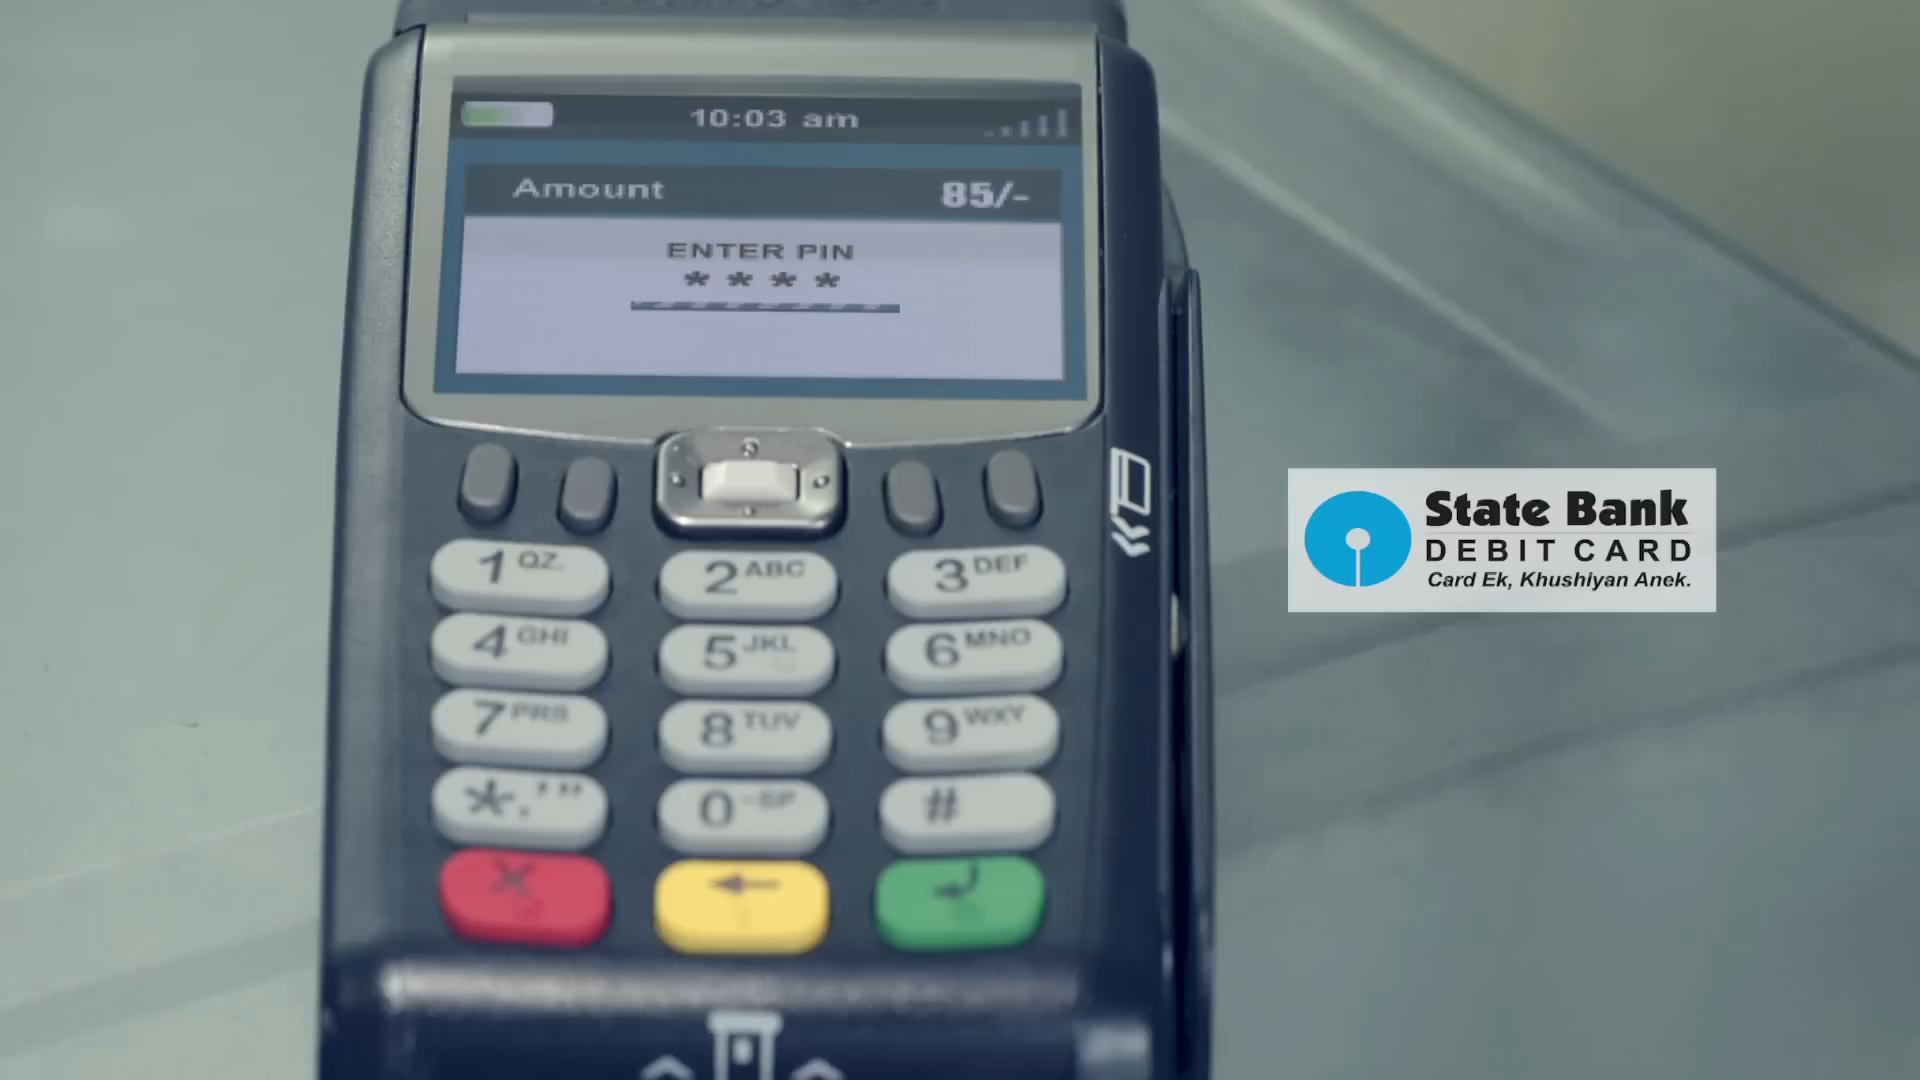 10:03 am
Amount 85/-
ENTER PIN
* * * *
1 QZ.
2 ABC
3 DEF
4 GHI
5 JKL
6 MNO
7 PRS
8 TUV
9 WXY
*.'"
0 -SP
#
State Bank
DEBIT CARD
Card Ek, Khushiyan Anek.